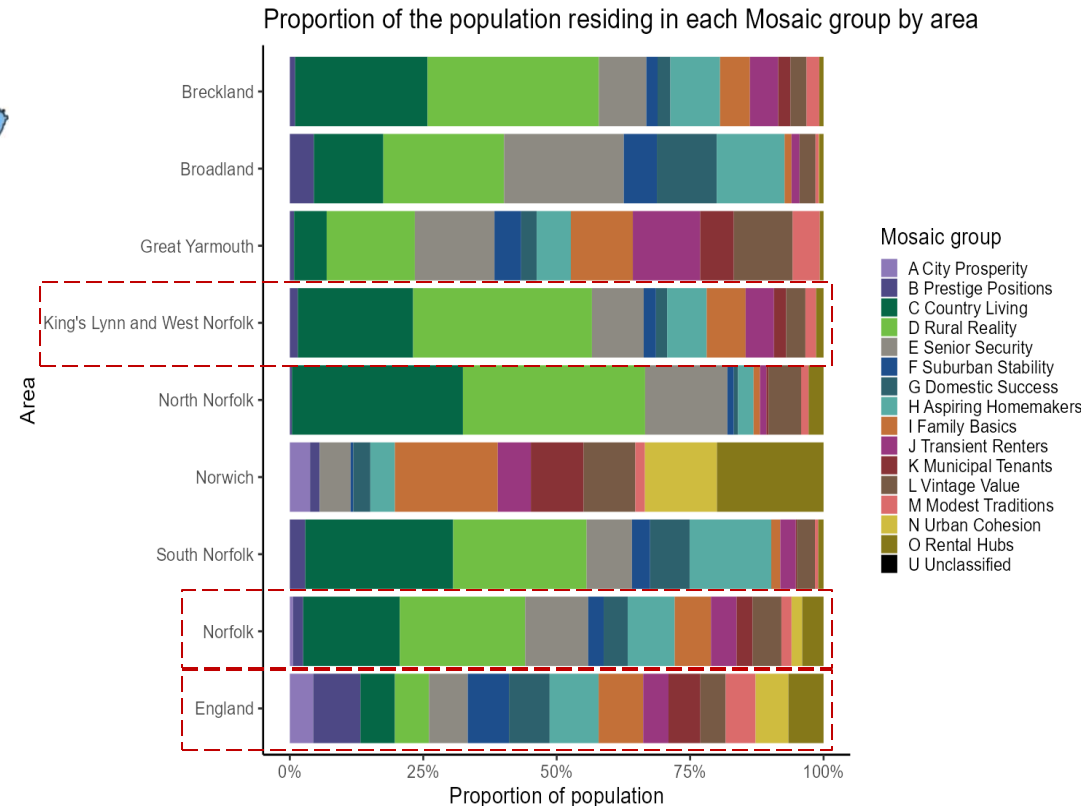 Proportion of the population residing in each Mosaic group by area
Area
Breckland
Broadland
Great Yarmouth
King's Lynn and West Norfolk
North Norfolk
Norwich
South Norfolk
Norfolk
England
0%
25%
50%
75%
100%
Proportion of population
Mosaic group
A City Prosperity
B Prestige Positions
C Country Living
D Rural Reality
E Senior Security
F Suburban Stability
G Domestic Success
H Aspiring Homemakers
I Family Basics
J Transient Renters
K Municipal Tenants
L Vintage Value
M Modest Traditions
N Urban Cohesion
O Rental Hubs
U Unclassified